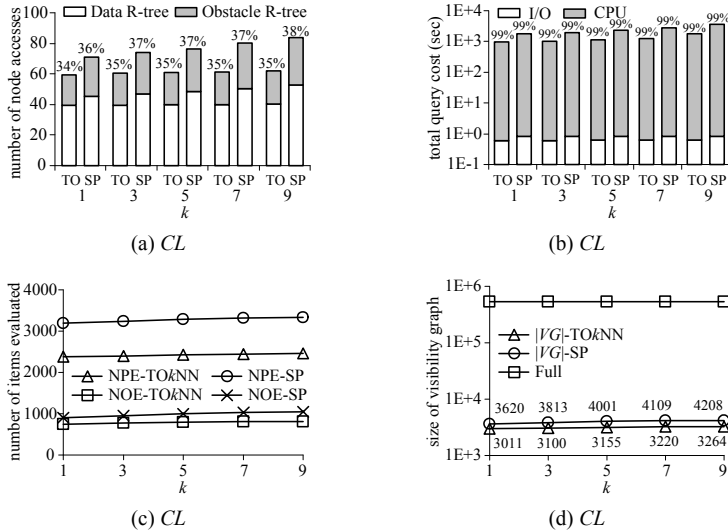 Data R-tree Obstacle R-tree
number of node accesses
100
80
60
40
20
0
34% 36% 35% 37% 35% 37% 35% 37% 35% 38%
TO SP TO SP TO SP TO SP TO SP
1 3 5 7 9
k
(a) CL
I/O CPU
total query cost (sec)
1E+4
1E+3
1E+2
1E+1
1E+0
1E-1
99% 99% 99% 99% 99% 99% 99% 99% 99% 99%
TO SP TO SP TO SP TO SP TO SP
1 3 5 7 9
k
(b) CL
number of items evaluated
4000
3000
2000
1000
0
NPE-TOkNN NPE-SP
NOE-TOkNN NOE-SP
1 3 5 7 9
k
(c) CL
size of visibility graph
1E+6
1E+5
1E+4
1E+3
|VG|-TOkNN
|VG|-SP
Full
3620 3813 4001 4109 4208
3011 3100 3155 3220 3264
1 3 5 7 9
k
(d) CL